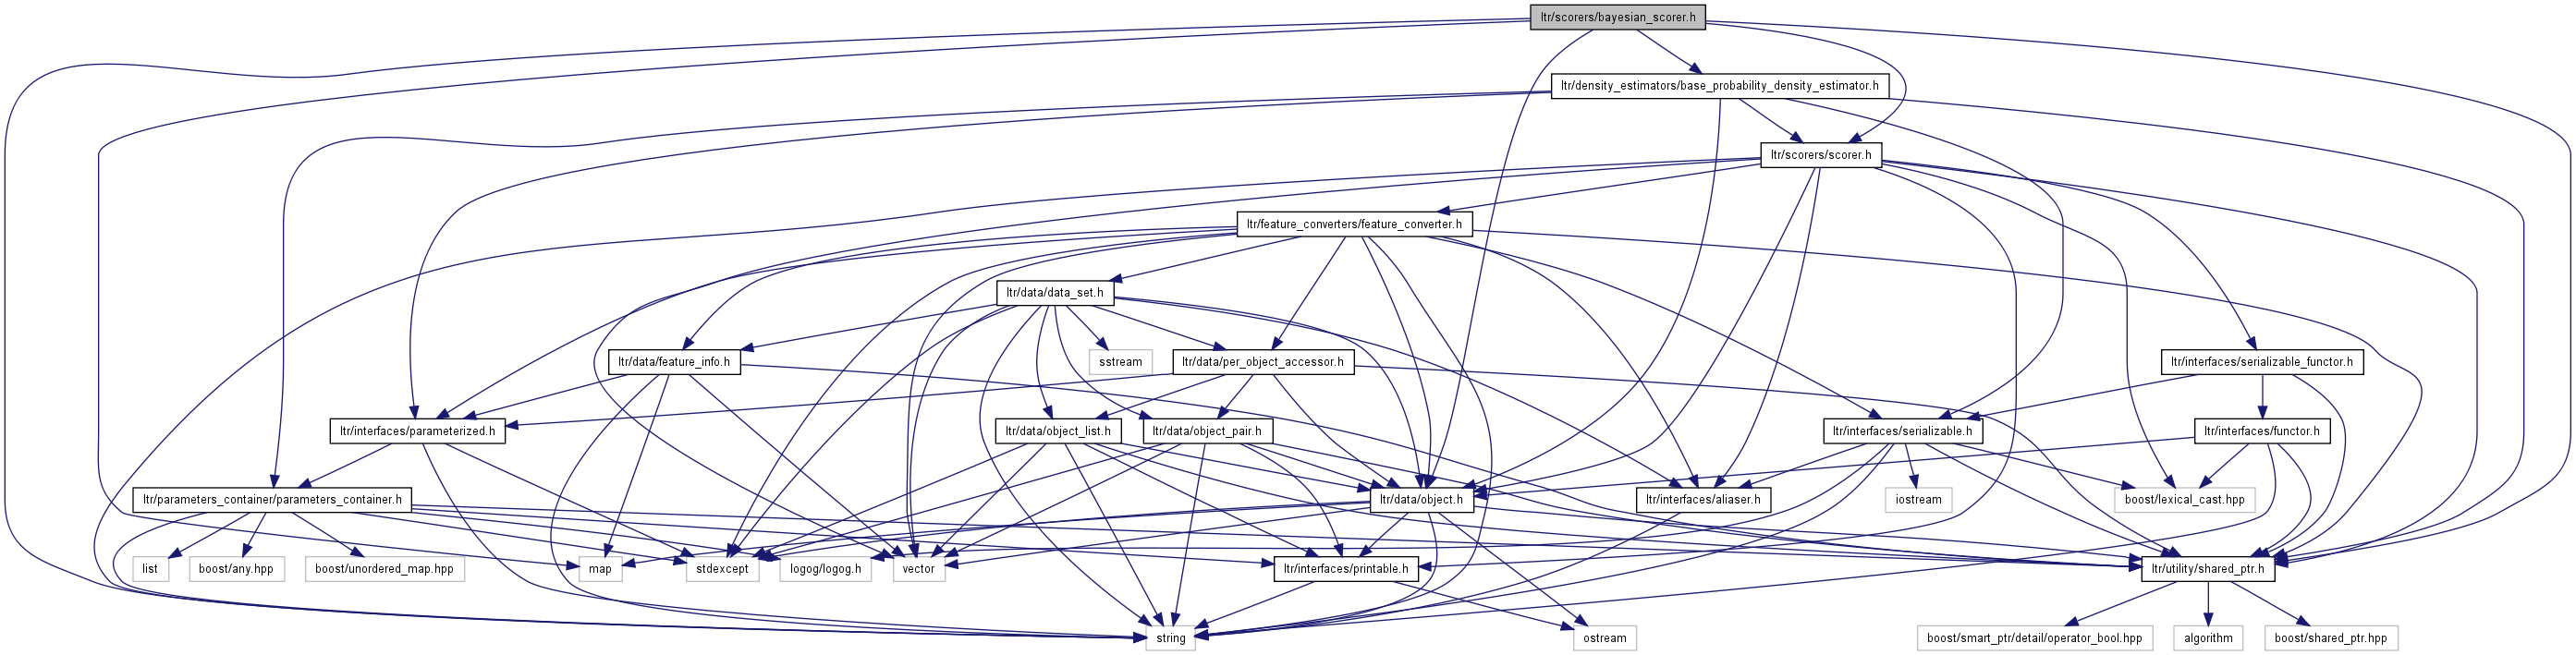 ltr/scorers/bayesian_scorer.h
ltr/density_estimators/base_probability_density_estimator.h
ltr/scorers/scorer.h
ltr/feature_converters/feature_converter.h
ltr/data/data_set.h
ltr/data/feature_info.h
sstream
ltr/data/per_object_accessor.h
ltr/interfaces/serializable_functor.h
ltr/interfaces/parameterized.h
ltr/data/object_list.h
ltr/data/object_pair.h
ltr/interfaces/serializable.h
ltr/interfaces/functor.h
ltr/parameters_container/parameters_container.h
ltr/data/object.h
ltr/interfaces/aliaser.h
iostream
boost/lexical_cast.hpp
list
boost/any.hpp
boost/unordered_map.hpp
map
stdexcept
logog/logog.h
vector
ltr/interfaces/printable.h
ltr/utility/shared_ptr.h
string
ostream
boost/smart_ptr/detail/operator_bool.hpp
algorithm
boost/shared_ptr.hpp